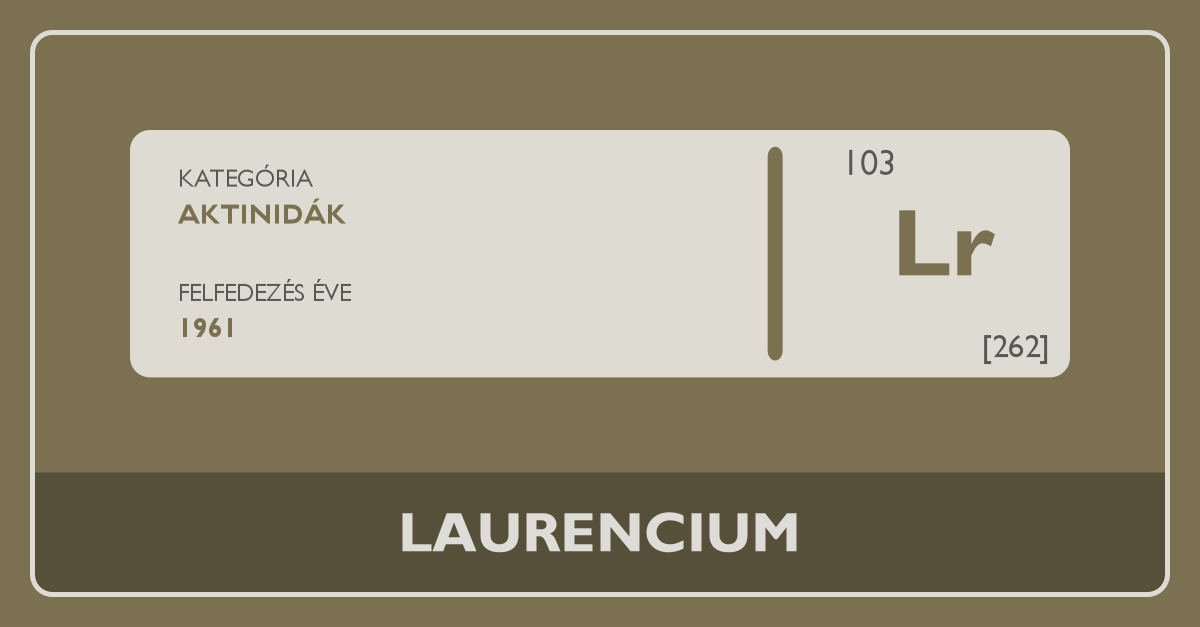 KATEGÓRIA
AKTINIDÁK
FELFEDEZÉS ÉVE
1961
103
Lr
[262]
LAURENCIUM